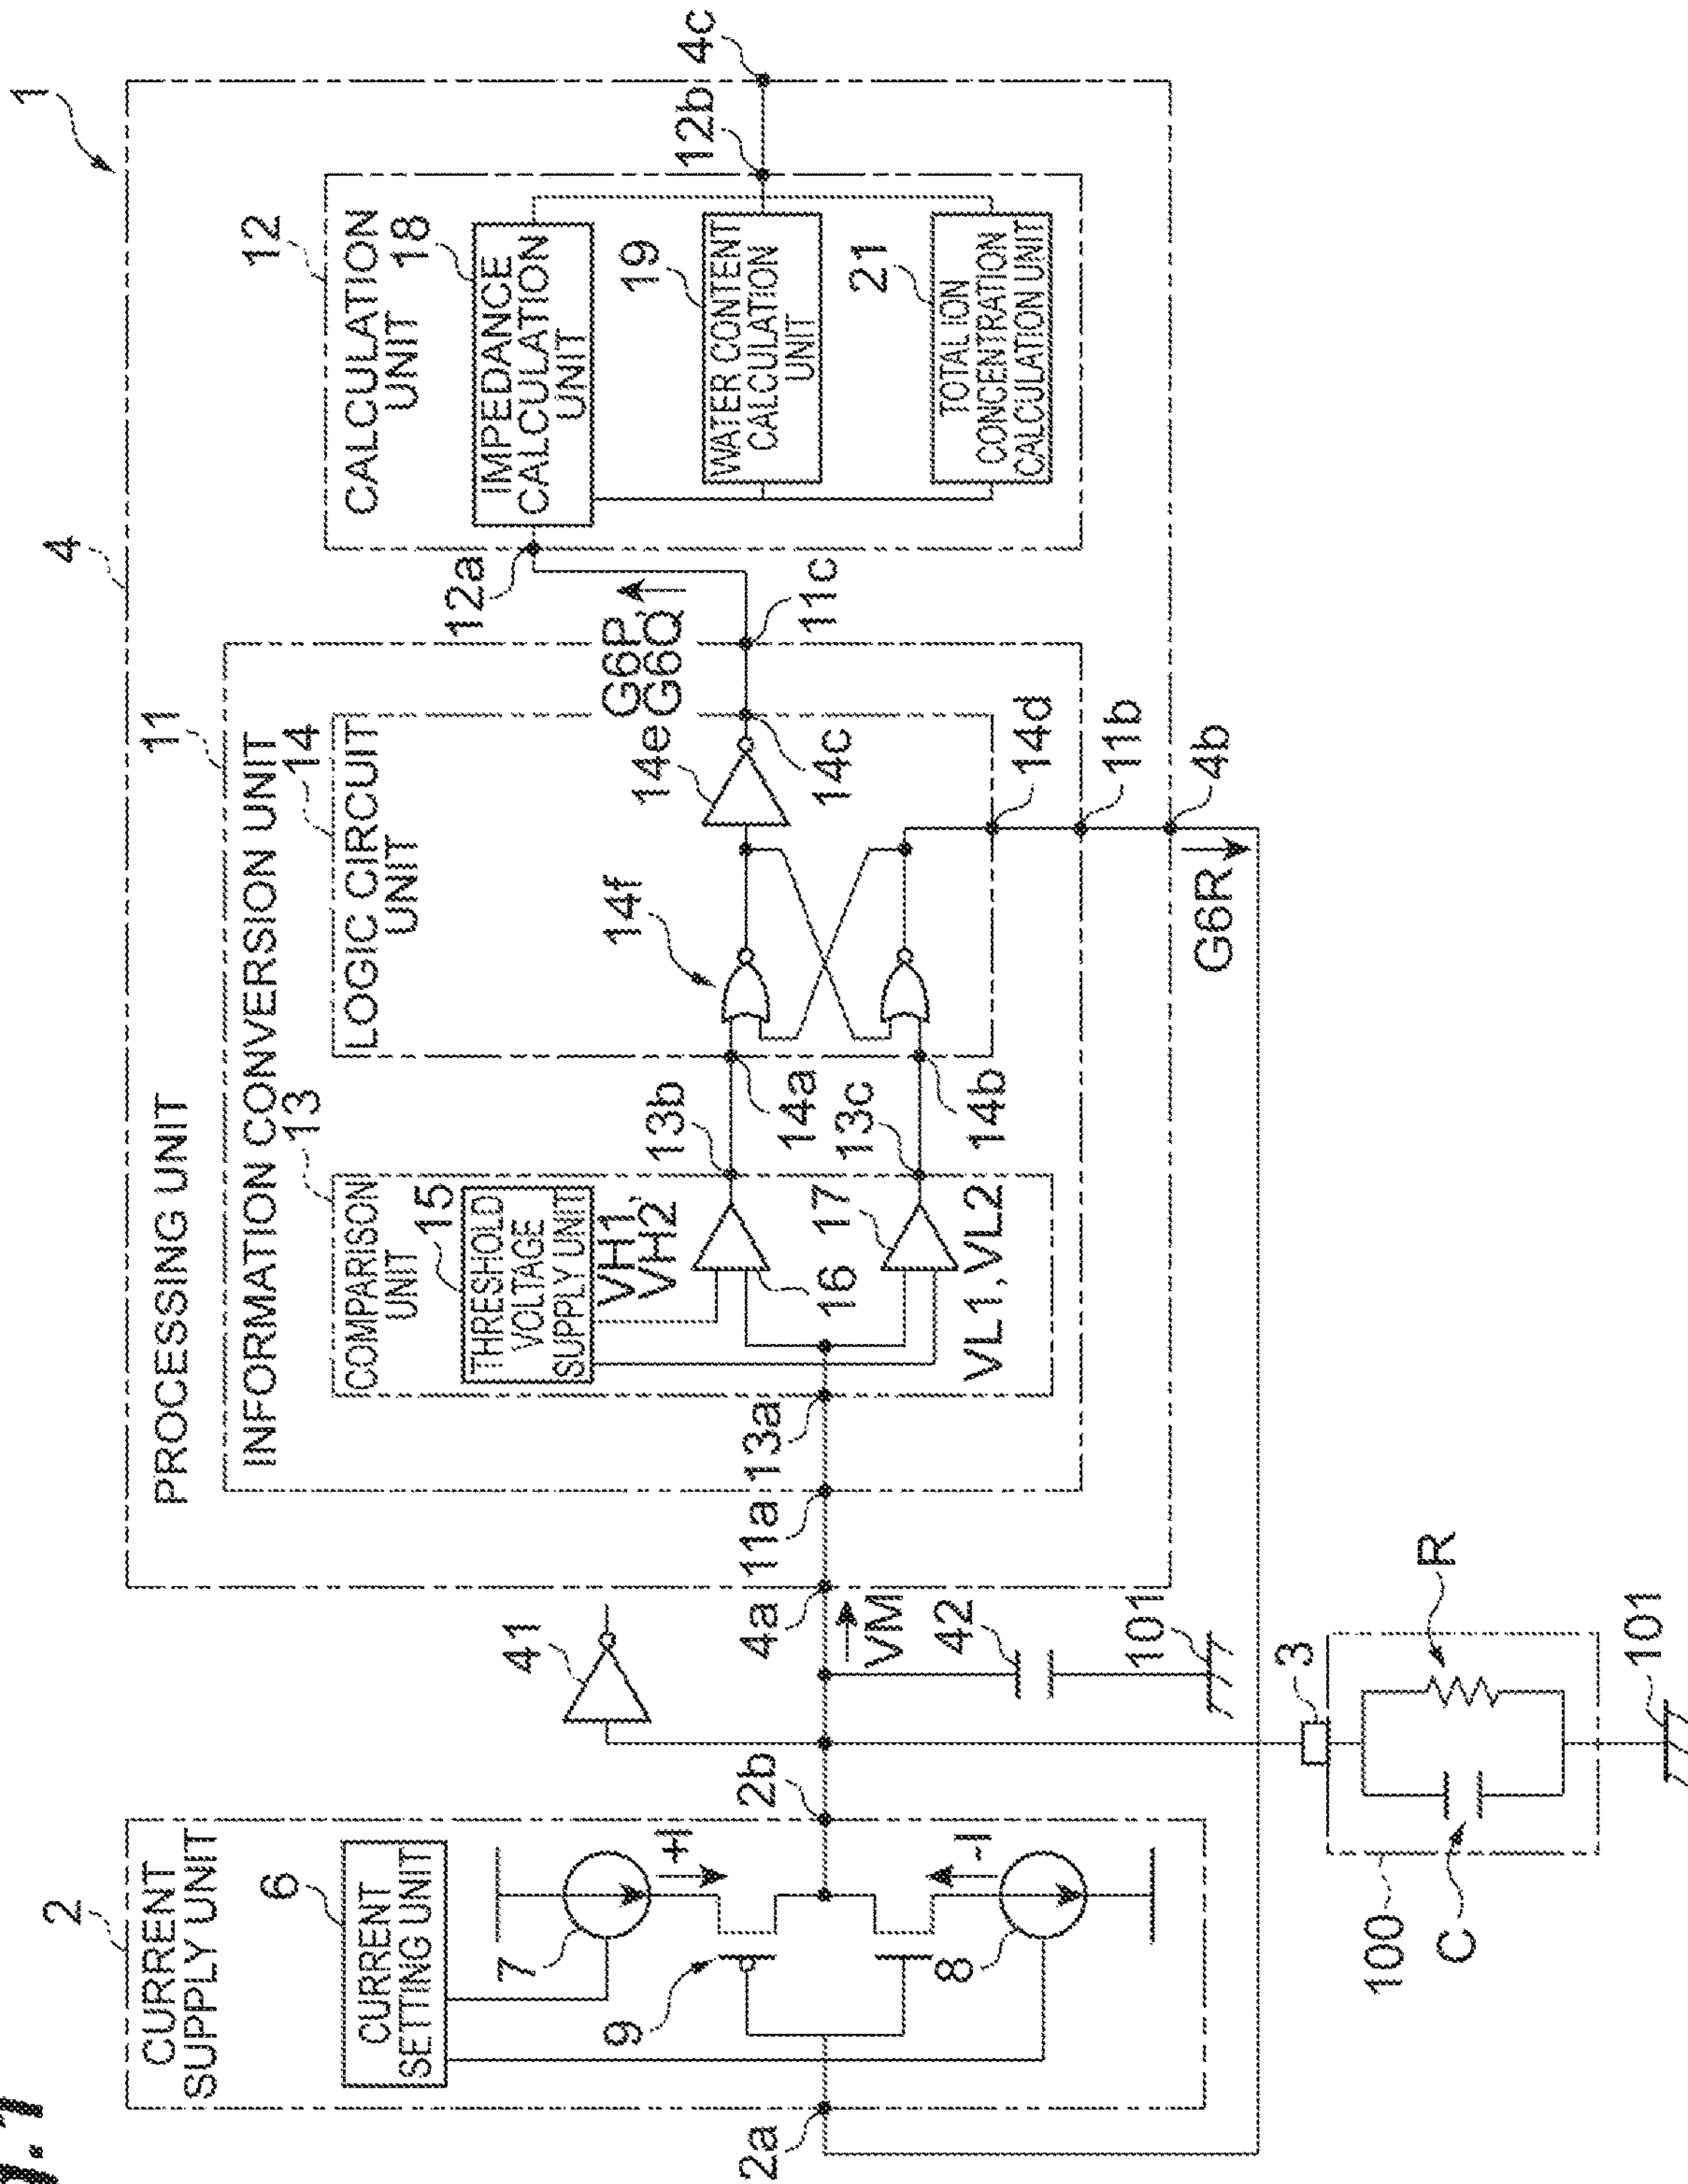 1
4
PROCESSING UNIT
11
INFORMATION CONVERSION UNIT
12
CALCULATION
UNIT
18
IMPEDANCE
CALCULATION
UNIT
19
WATER CONTENT
CALCULATION
UNIT
21
TOTAL ION
CONCENTRATION
CALCULATION UNIT
12a
12b
4c
13
COMPARISON
UNIT
15
THRESHOLD
VOLTAGE
SUPPLY UNIT
VH1,
VH2
16
17
VL1,VL2
13a
13b
13c
14
LOGIC CIRCUIT
UNIT
14a
14b
14f
14e
14c
14d
G6P,
G6Q
11c
11b
4b
G6R
11a
4a
VM
41
42
101
2
CURRENT
SUPPLY UNIT
6
CURRENT
SETTING UNIT
7
+I
9
-I
8
2a
2b
3
R
C
100
101